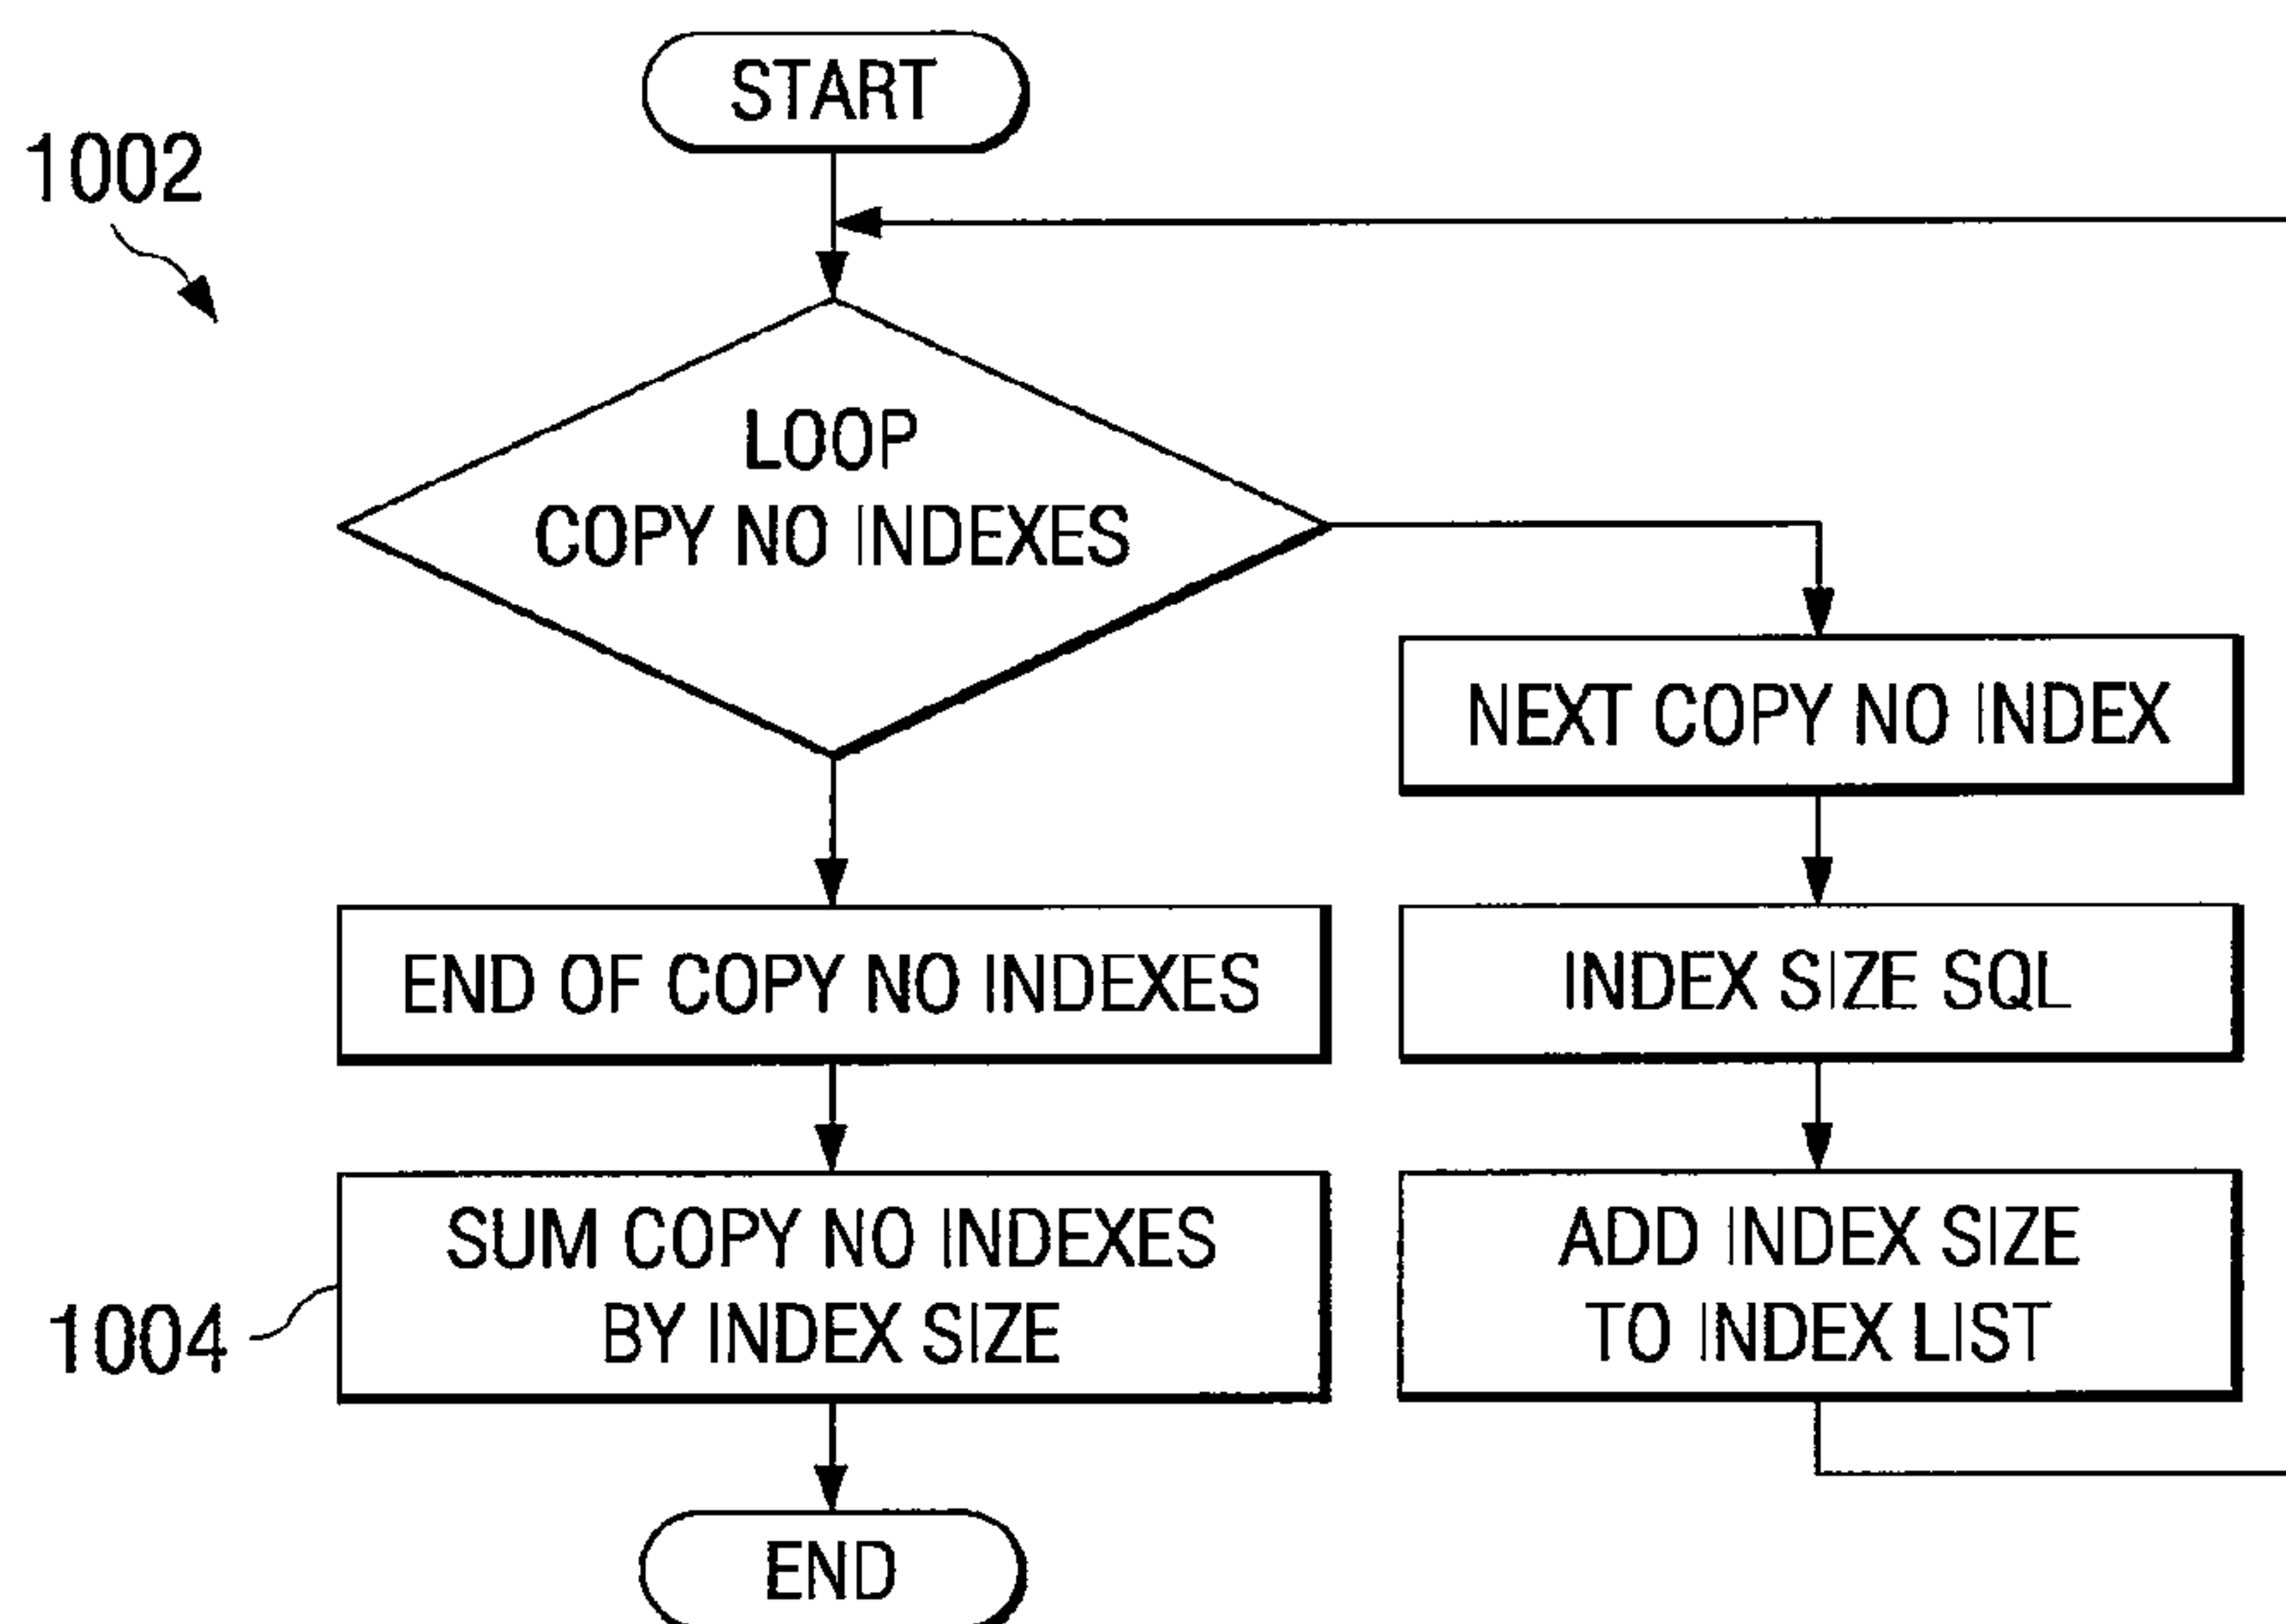 START
1002
LOOP
COPY NO INDEXES
NEXT COPY NO INDEX
END OF COPY NO INDEXES
INDEX SIZE SQL
SUM COPY NO INDEXES
BY INDEX SIZE
ADD INDEX SIZE
TO INDEX LIST
1004
END